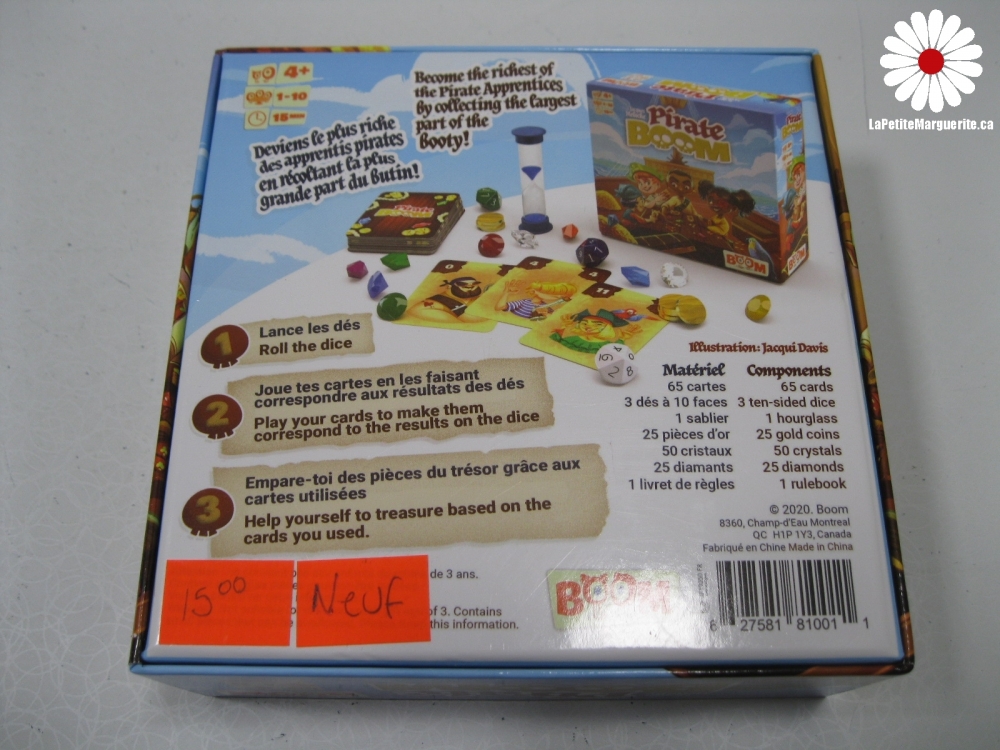 LaPetiteMarguerite.ca
4+
1-10
15 MIN
Deviens le plus riche
des apprentis pirates
en récoltant la plus
grande part du Butin!
Become the richest of
the Pirate Apprentices
By collecting the largest
part of the
Booty!
Pirate
BOOM
Pirate
BOOM
BOOM
0
4
11
1
Lance les dés
Roll the dice
2
Joue tes cartes en les faisant
correspondre aux résultats des dés
Play your cards to make them
correspond to the results on the dice
3
Empare-toi des pièces du trésor grâce aux
cartes utilisées
Help yourself to treasure based on the
cards you used.
Illustration: Jacqui Davis
Matériel
65 cartes
3 dés à 10 faces
1 sablier
25 pièces d'or
50 cristaux
25 diamants
1 livret de règles
Components
65 cards
3 ten-sided dice
1 hourglass
25 gold coins
50 crystals
25 diamonds
1 rulebook
© 2020. Boom
8360, Champ-d'Eau Montreal
QC H1P 1Y3, Canada
Fabriqué en Chine Made in China
15.00
Neuf
de 3 ans.
of 3. Contains
this information.
BOOM
6 27581 81001 1